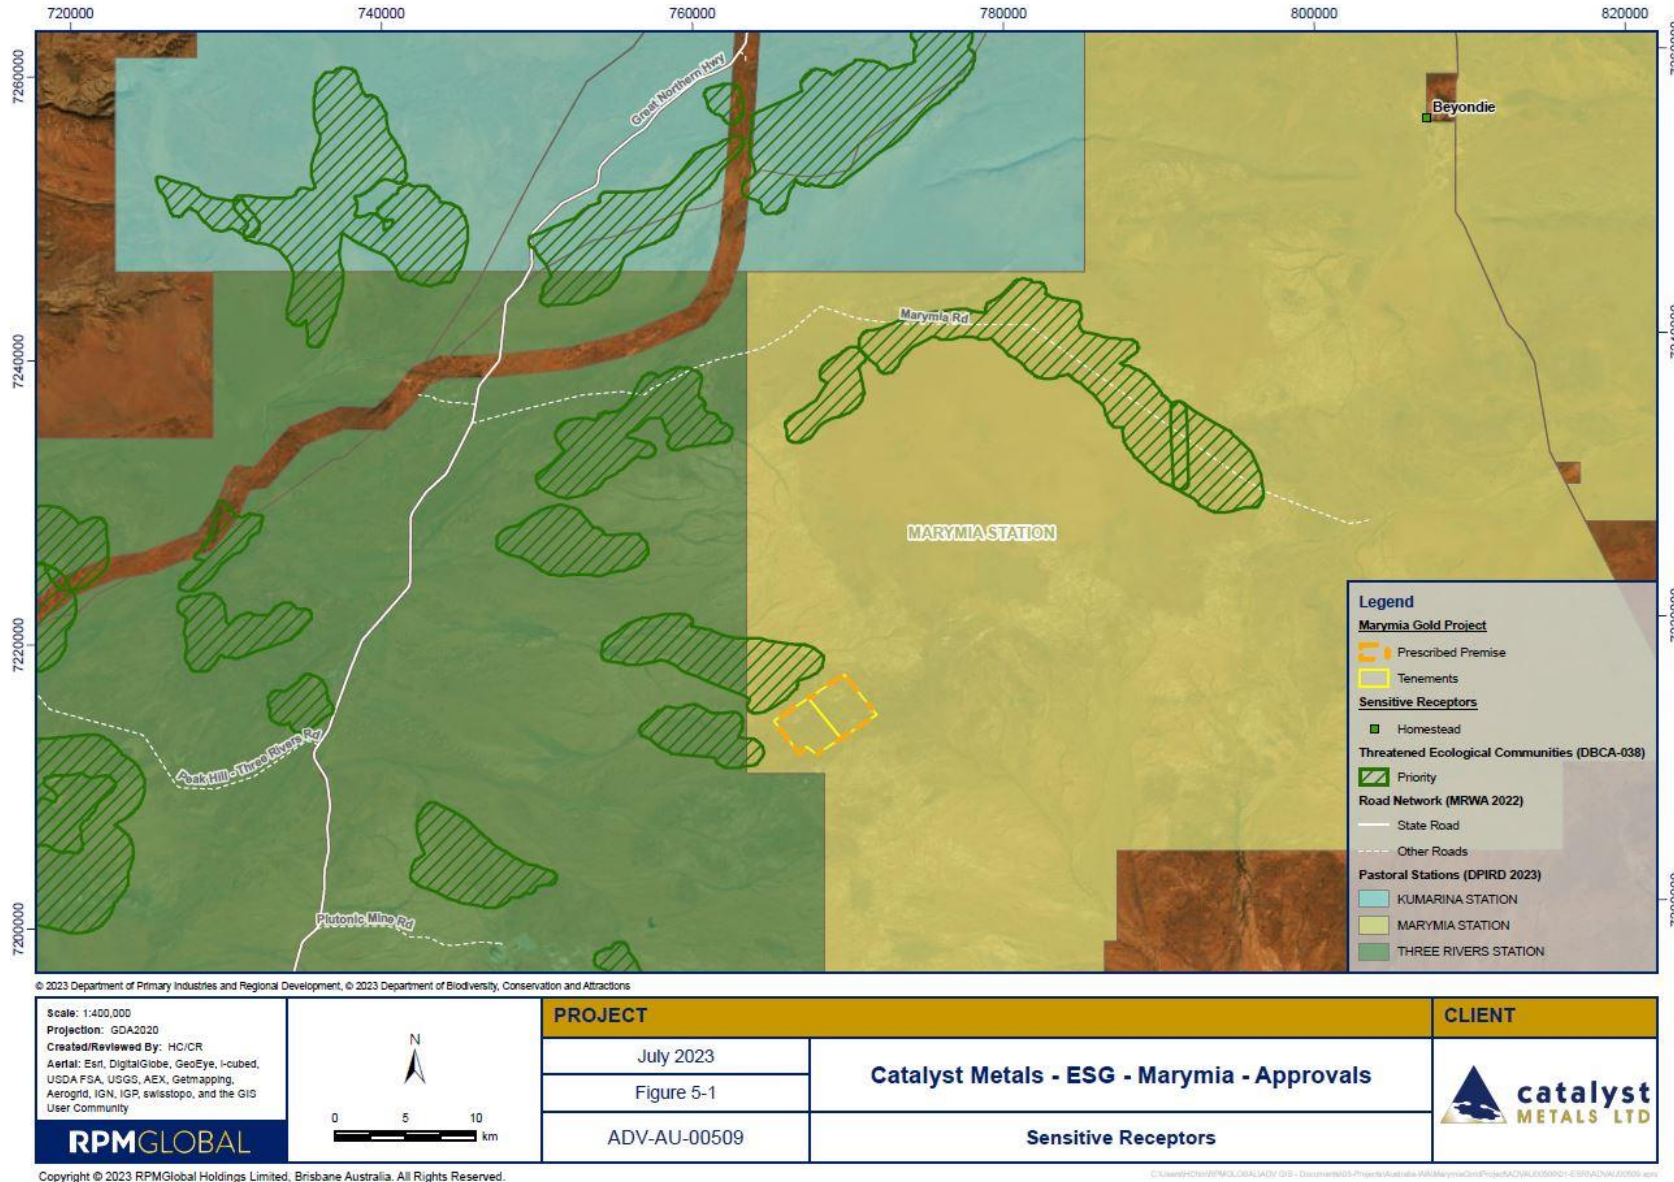 720000 740000 760000 780000 800000 820000
7260000
7240000
7220000
7200000
Great Northern Hwy
Beyondie
Marymia Rd
MARYMIA STATION
Peak Hill - Three Rivers Rd
Plutonic Mine Rd
Legend
Marymia Gold Project
Prescribed Premise
Tenements
Sensitive Receptors
Homestead
Threatened Ecological Communities (DBCA-038)
Priority
Road Network (MRWA 2022)
State Road
Other Roads
Pastoral Stations (DPIRD 2023)
KUMARINA STATION
MARYMIA STATION
THREE RIVERS STATION
© 2023 Department of Primary Industries and Regional Development, © 2023 Department of Biodiversity, Conservation and Attractions
Scale: 1:400,000
Projection: GDA2020
Created/Reviewed By: HC/CR
Aerial: Esri, DigitalGlobe, GeoEye, i-cubed,
USDA FSA, USGS, AEX, Getmapping,
Aerogrid, IGN, IGP, swisstopo, and the GIS
User Community
RPMGLOBAL
N
0 5 10
km
PROJECT
July 2023
Figure 5-1
ADV-AU-00509
Catalyst Metals - ESG - Marymia - Approvals
Sensitive Receptors
CLIENT
catalyst
METALS LTD
Copyright © 2023 RPMGlobal Holdings Limited, Brisbane Australia. All Rights Reserved.